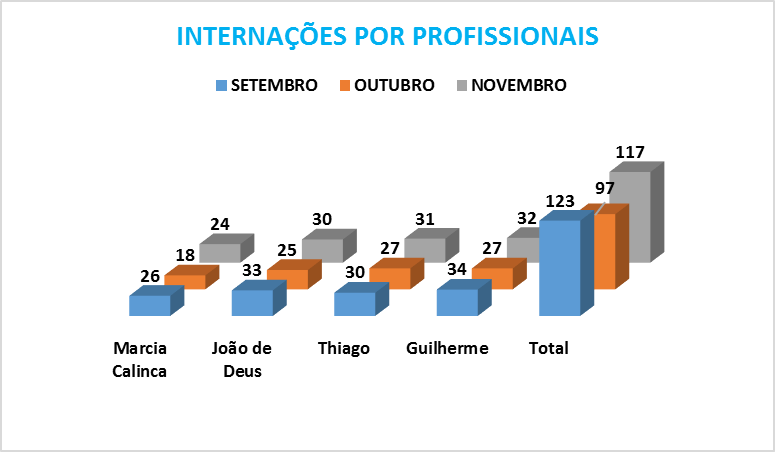 INTERNAÇÕES POR PROFISSIONAIS
SETEMBRO OUTUBRO NOVEMBRO
117
123 97
24 30 31 32
18 25 27 27
26 33 30 34
Marcia Calinca
João de Deus
Thiago
Guilherme
Total